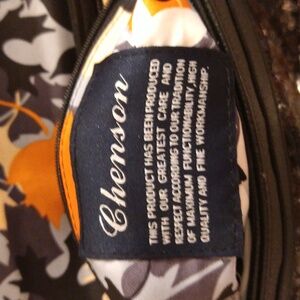 Chenson
THIS PRODUCT HAS BEEN PRODUCED
WITH OUR GREATEST CARE AND
RESPECT ACCORDING TO OUR TRADITION
OF MAXIMUM FUNCTIONABILITY, HIGH
QUALITY AND FINE WORKMANSHIP.